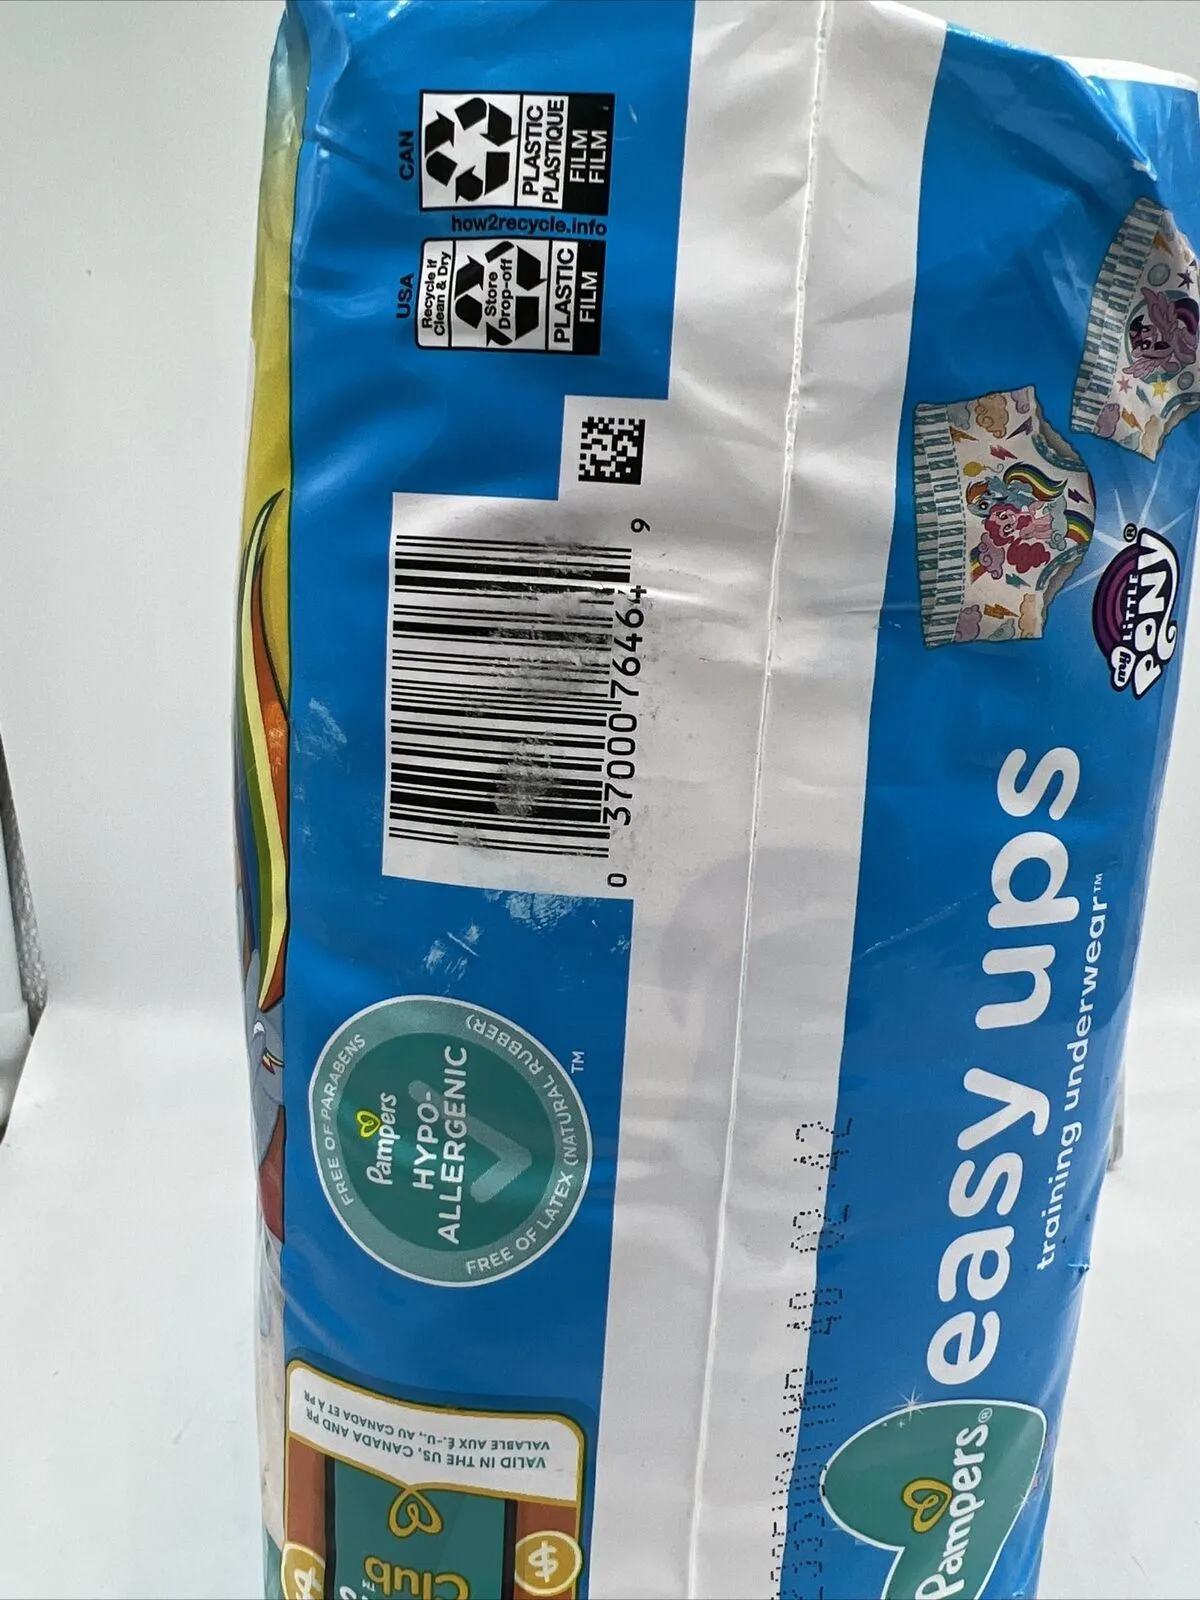 CAN
PLASTIC
PLASTIQUE
FILM
FILM
how2recycle.info
USA
Recycle if
Clean & Dry
Store
Drop-off
PLASTIC
FILM
0 37000 76464 9
FREE OF PARABENS
Pampers
HYPO-
ALLERGENIC
FREE OF LATEX (NATURAL RUBBER)
TM
VALID IN THE US, CANADA AND PR
VALABLE AUX É.-U., AU CANADA ET À PR
Club
TM
$
my LiTTLE
PONY®
Pampers®
easy ups
training underwear™